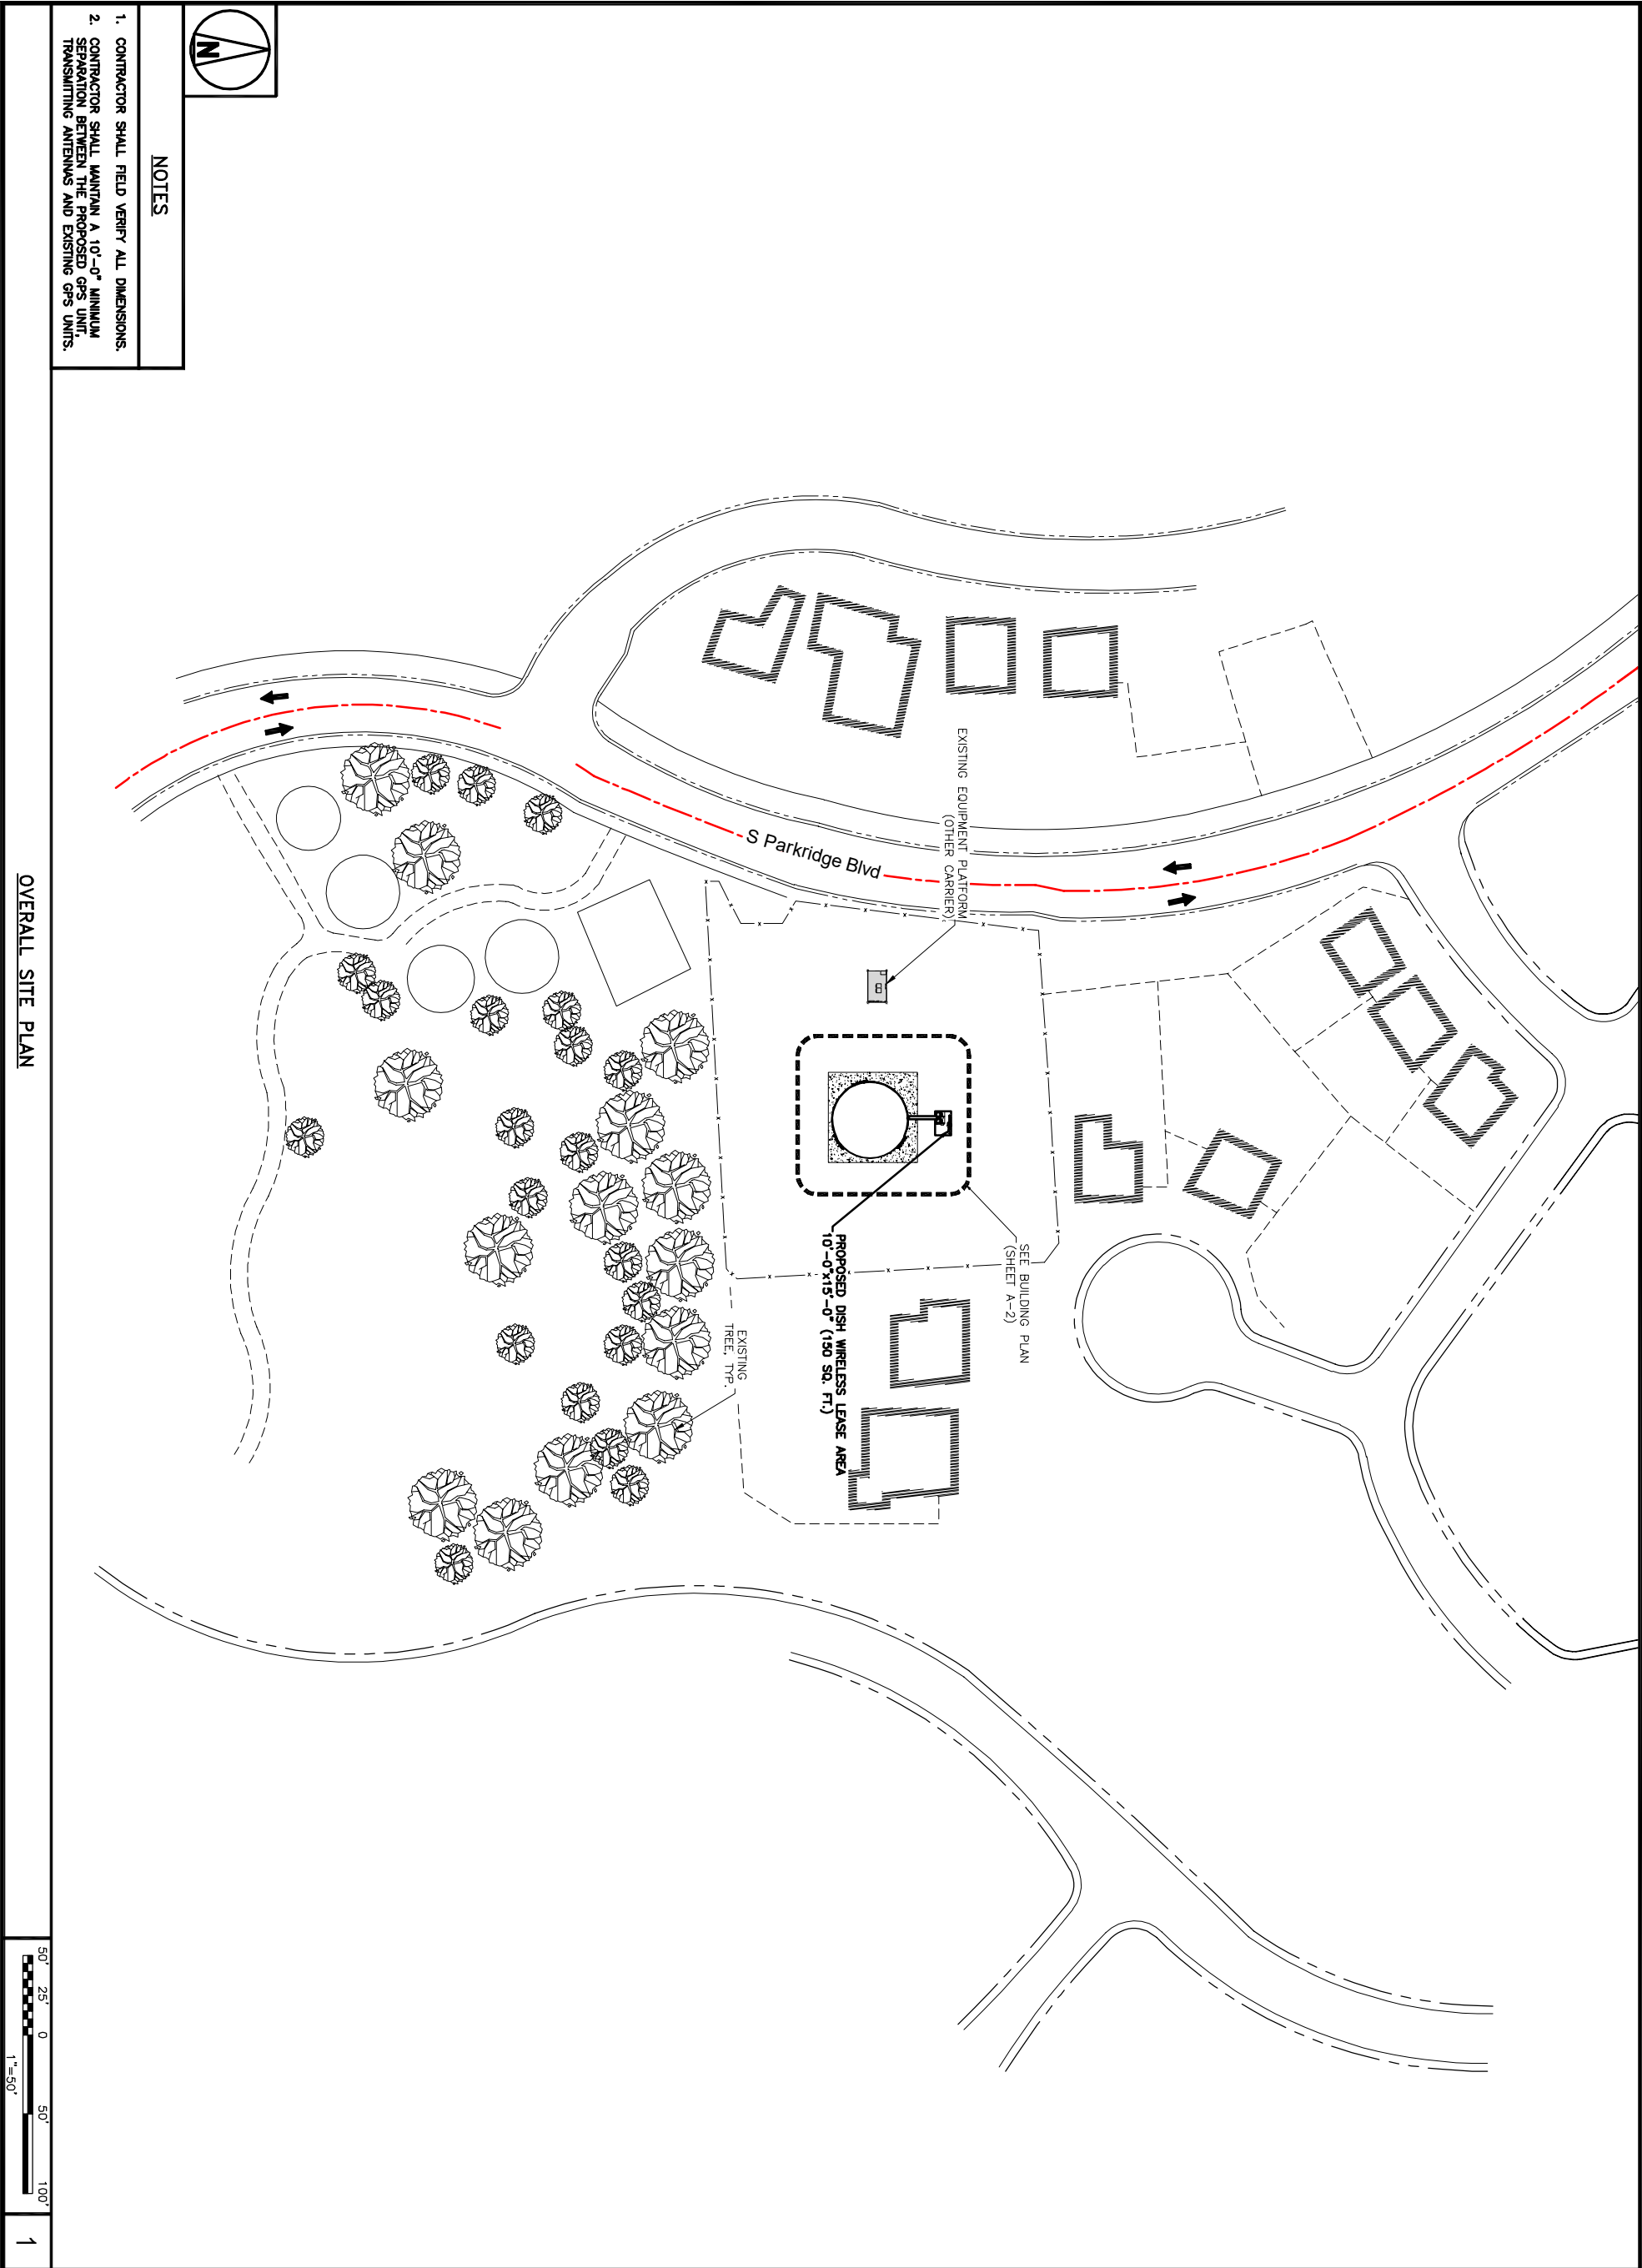 N
NOTES
1. CONTRACTOR SHALL FIELD VERIFY ALL DIMENSIONS.
2. CONTRACTOR SHALL MAINTAIN A 10'-0" MINIMUM
SEPARATION BETWEEN THE PROPOSED GPS UNIT,
TRANSMITTING ANTENNAS AND EXISTING GPS UNITS.
EXISTING EQUIPMENT PLATFORM
(OTHER CARRIER)
S Parkridge Blvd
SEE BUILDING PLAN
(SHEET A-2)
PROPOSED DISH WIRELESS LEASE AREA
10'-0"x15'-0" (150 SQ. FT.)
EXISTING
TREE, TYP.
OVERALL SITE PLAN
50' 25' 0 50' 100'
1"=50'
1